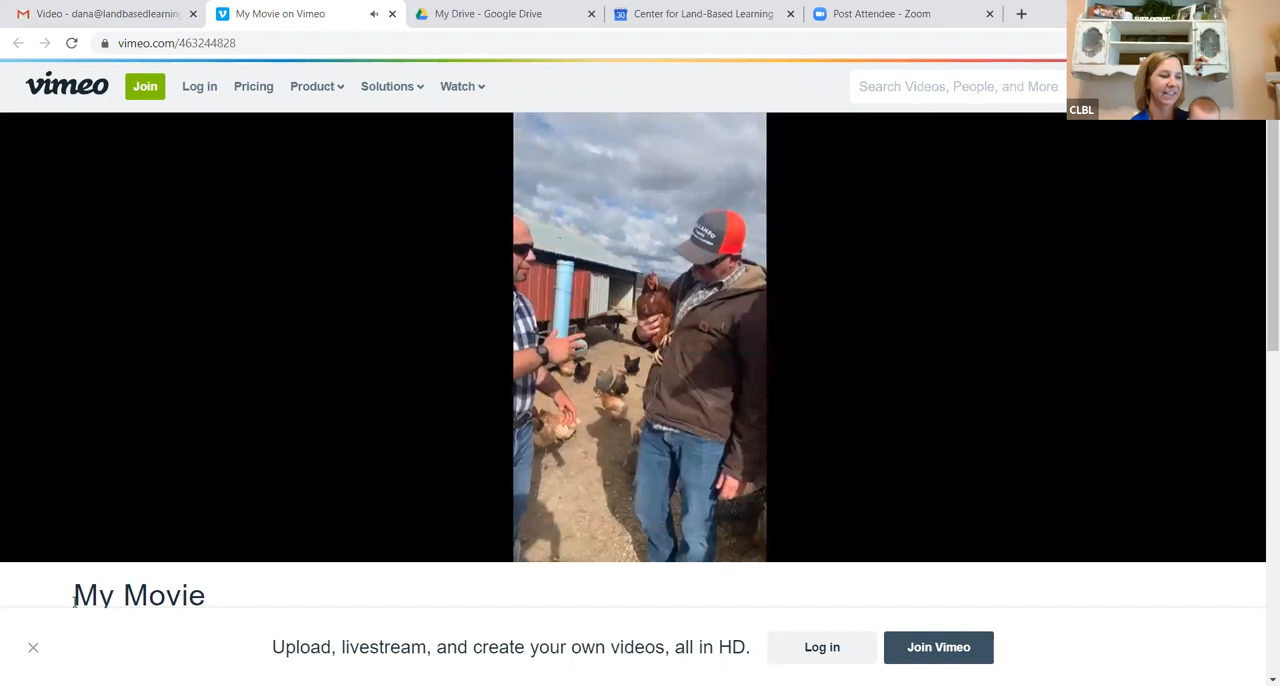 Video - dana@landbasedlearning
My Movie on Vimeo
My Drive - Google Drive
Center for Land-Based Learning
Post Attendee - Zoom
vimeo.com/463244828
vimeo
Join
Log in
Pricing
Product
Solutions
Watch
Search Videos, People, and More
CLBL
My Movie
Upload, livestream, and create your own videos, all in HD.
Log in
Join Vimeo